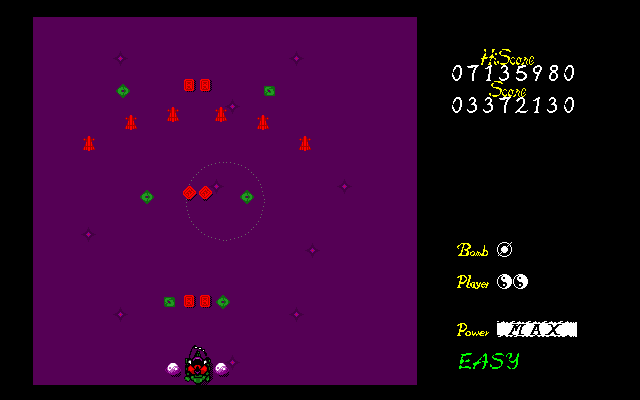 HiScore
07135980
Score
03372130
Bomb
Player
Power MAX
EASY